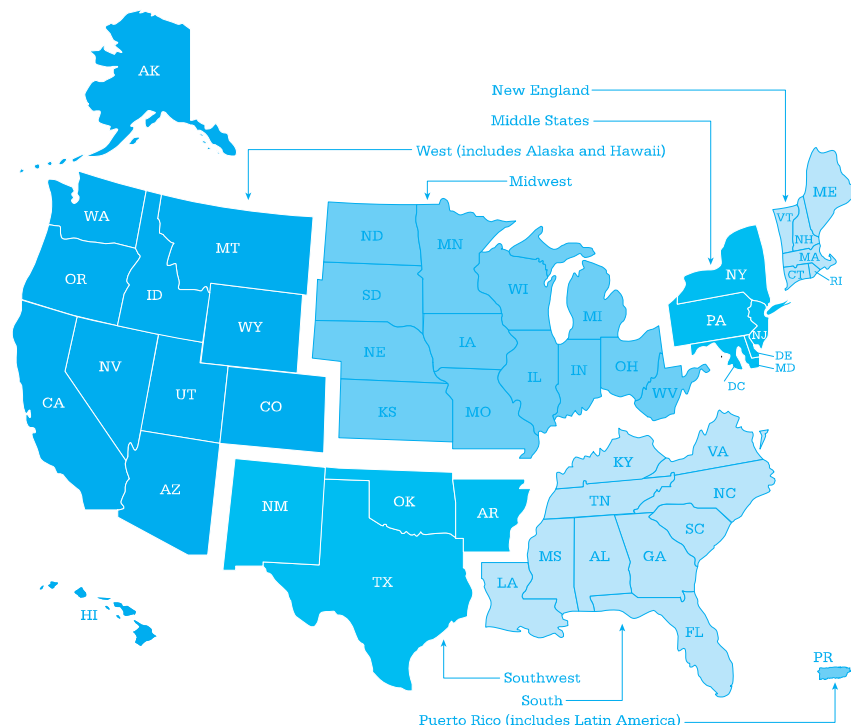 AK
New England
Middle States
West (includes Alaska and Hawaii)
Midwest
WA
MT
ND
MN
VT
ME
NH
MA
RI
CT
OR
ID
SD
WI
MI
NY
WY
PA
NJ
NV
NE
IA
DE
MD
DC
CA
UT
CO
KS
MO
IL
IN
OH
WV
AZ
NM
OK
AR
KY
VA
TN
NC
SC
TX
LA
MS
AL
GA
FL
HI
PR
Southwest
South
Puerto Rico (includes Latin America)